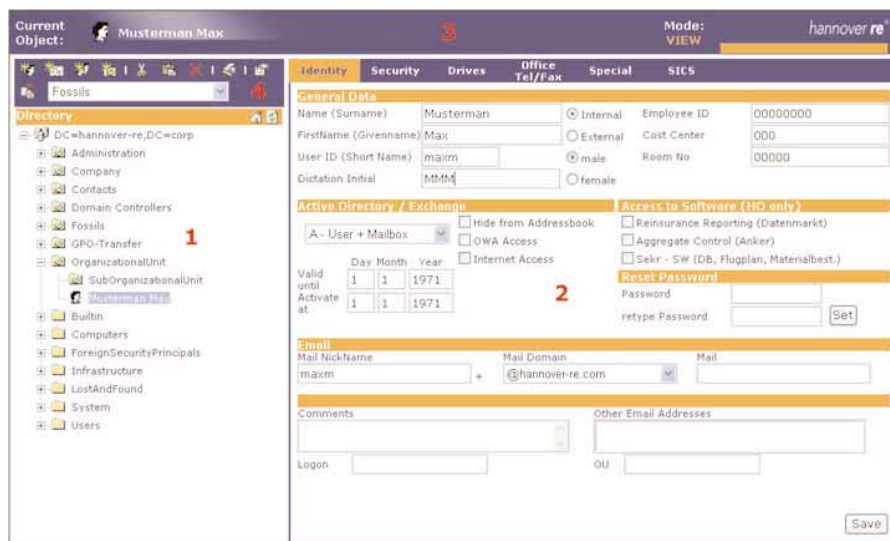 Current Object:
Musterman Max
3
Mode:
VIEW
hannover re
Fossils
4
Directory
DC=hannover-re,DC=corp
Administration
Company
Contacts
Domain Controllers
Fossils
GPO-Transfer
1
OrganizationalUnit
SubOrganizationalUnit
Musterman Max
Builtin
Computers
ForeignSecurityPrincipals
Infrastructure
LostAndFound
System
Users
Identity Security Drives Office Tel/Fax Special SICS
General Data
Name (Surname) Musterman Internal Employee ID 00000000
FirstName (Givenname) Max External Cost Center 000
User ID (Short Name) maxm male Room No 00000
Dictation Initial MMM female
Active Directory / Exchange
A - User + Mailbox
Hide from Addressbook
OWA Access
Internet Access
Day Month Year
Valid until 1 1 1971
Activate at 1 1 1971
2
Access to Software (HO only)
Reinsurance Reporting (Datenmarkt)
Aggregate Control (Anker)
Sekr - SW (DB, Flugplan, Materialbest.)
Reset Password
Password
retype Password Set
Email
Mail NickName Mail Domain Mail
maxm + @hannover-re.com
Comments Other Email Addresses
Logon OU
Save